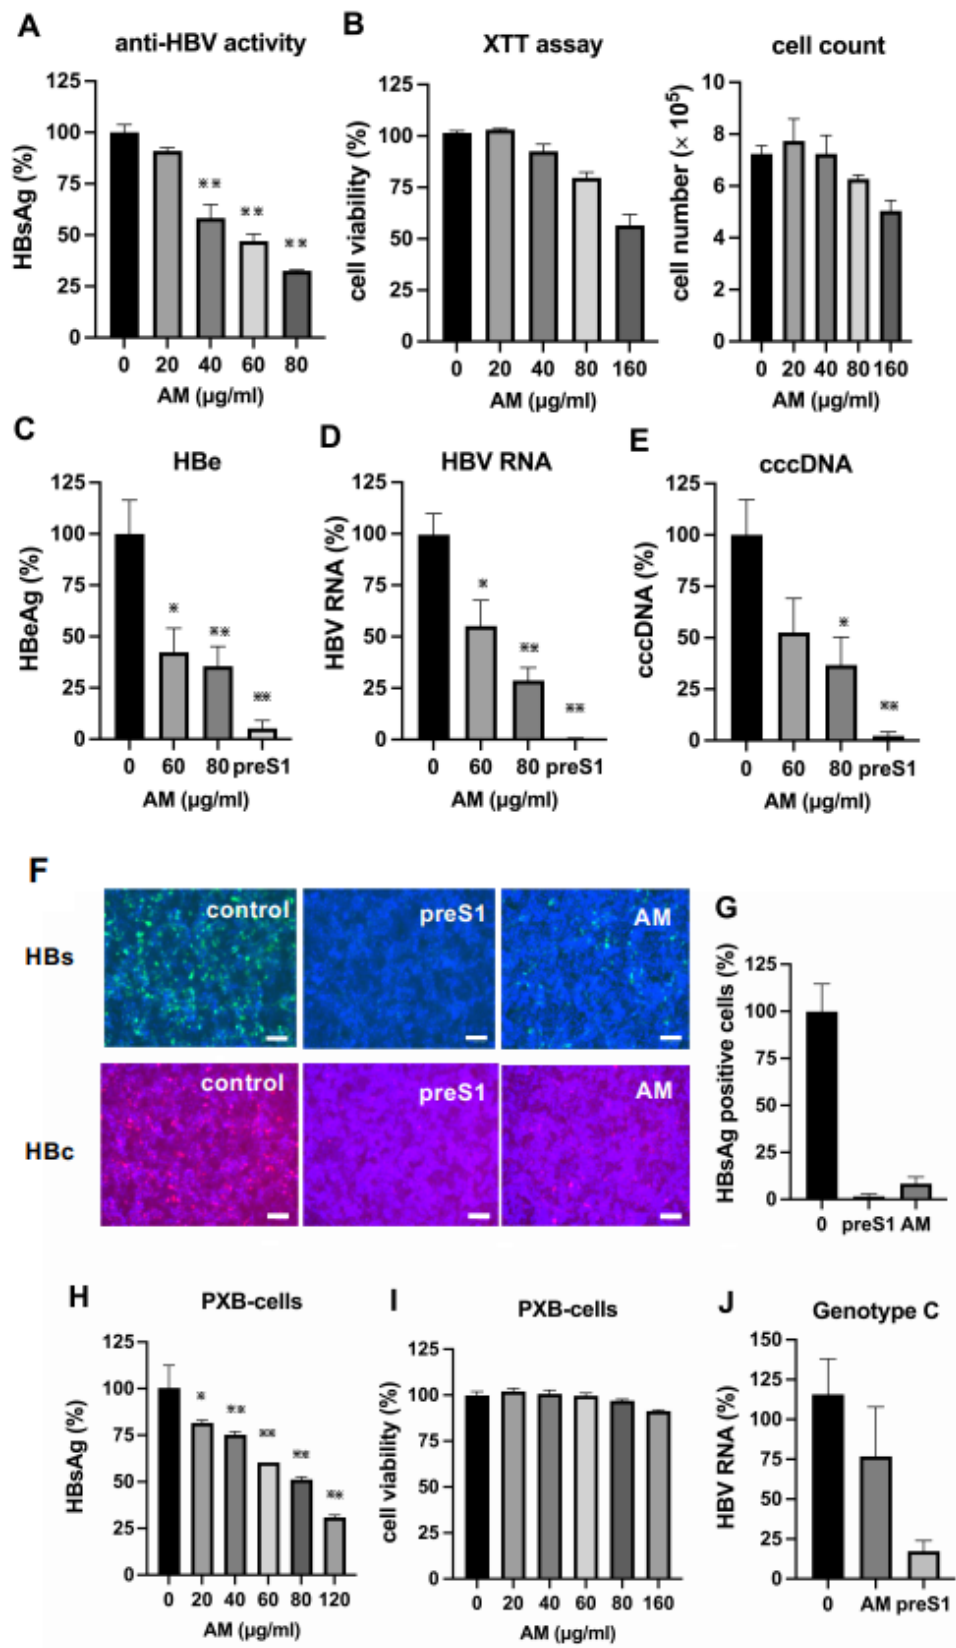 A
anti-HBV activity
HBsAg (%)
125
100
75
50
25
0
※※
※※
※※
0 20 40 60 80
AM (μg/ml)
B
XTT assay
cell viability (%)
125
100
75
50
25
0
0 20 40 80 160
AM (μg/ml)
cell count
cell number (× 10⁵)
10
8
6
4
2
0
0 20 40 80 160
AM (μg/ml)
C
HBe
HBeAg (%)
125
100
75
50
25
0
※
※※
※※
0 60 80 preS1
AM (μg/ml)
D
HBV RNA
HBV RNA (%)
125
100
75
50
25
0
※
※※
※※
0 60 80 preS1
AM (μg/ml)
E
cccDNA
cccDNA (%)
125
100
75
50
25
0
※
※※
0 60 80 preS1
AM (μg/ml)
F
HBs
control
preS1
AM
HBc
control
preS1
AM
G
HBsAg positive cells (%)
125
100
75
50
25
0
0 preS1 AM
H
PXB-cells
HBsAg (%)
125
100
75
50
25
0
※
※※
※※
※※
※※
0 20 40 60 80 120
AM (μg/ml)
I
PXB-cells
cell viability (%)
125
100
75
50
25
0
0 20 40 60 80 160
AM (μg/ml)
J
Genotype C
HBV RNA (%)
150
125
100
75
50
25
0
0 AM preS1